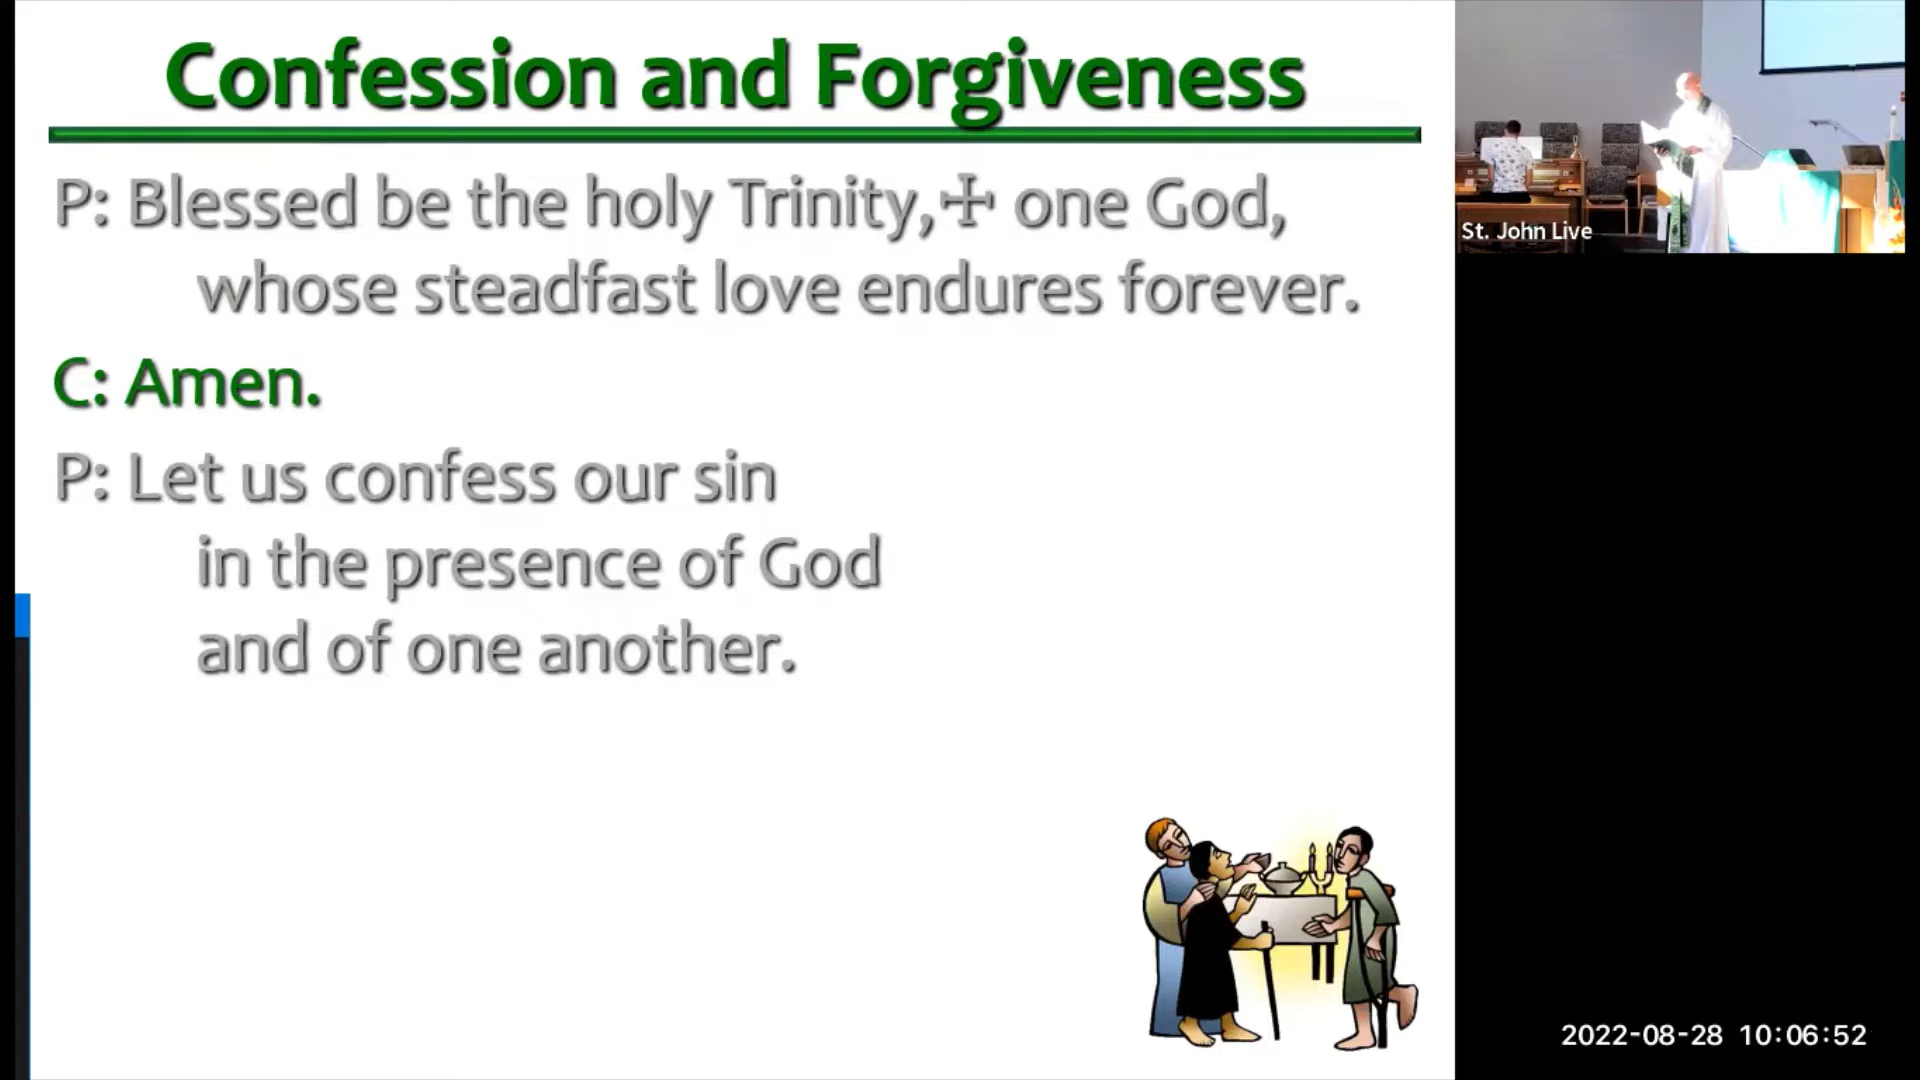 Confession and Forgiveness
P: Blessed be the holy Trinity,☩ one God,
whose steadfast love endures forever.
C: Amen.
P: Let us confess our sin
in the presence of God
and of one another.
St. John Live
2022-08-28 10:06:52